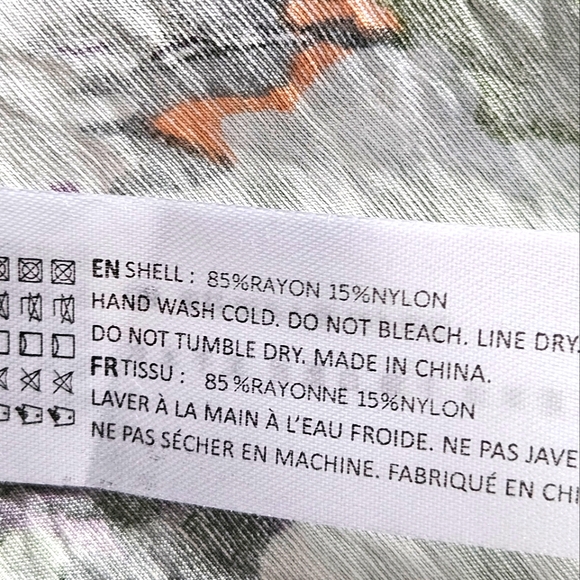 EN SHELL : 85%RAYON 15%NYLON
HAND WASH COLD. DO NOT BLEACH. LINE DRY.
DO NOT TUMBLE DRY. MADE IN CHINA.
FR TISSU : 85%RAYONNE 15%NYLON
LAVER À LA MAIN À L'EAU FROIDE. NE PAS JAVE
NE PAS SÉCHER EN MACHINE. FABRIQUÉ EN CHI